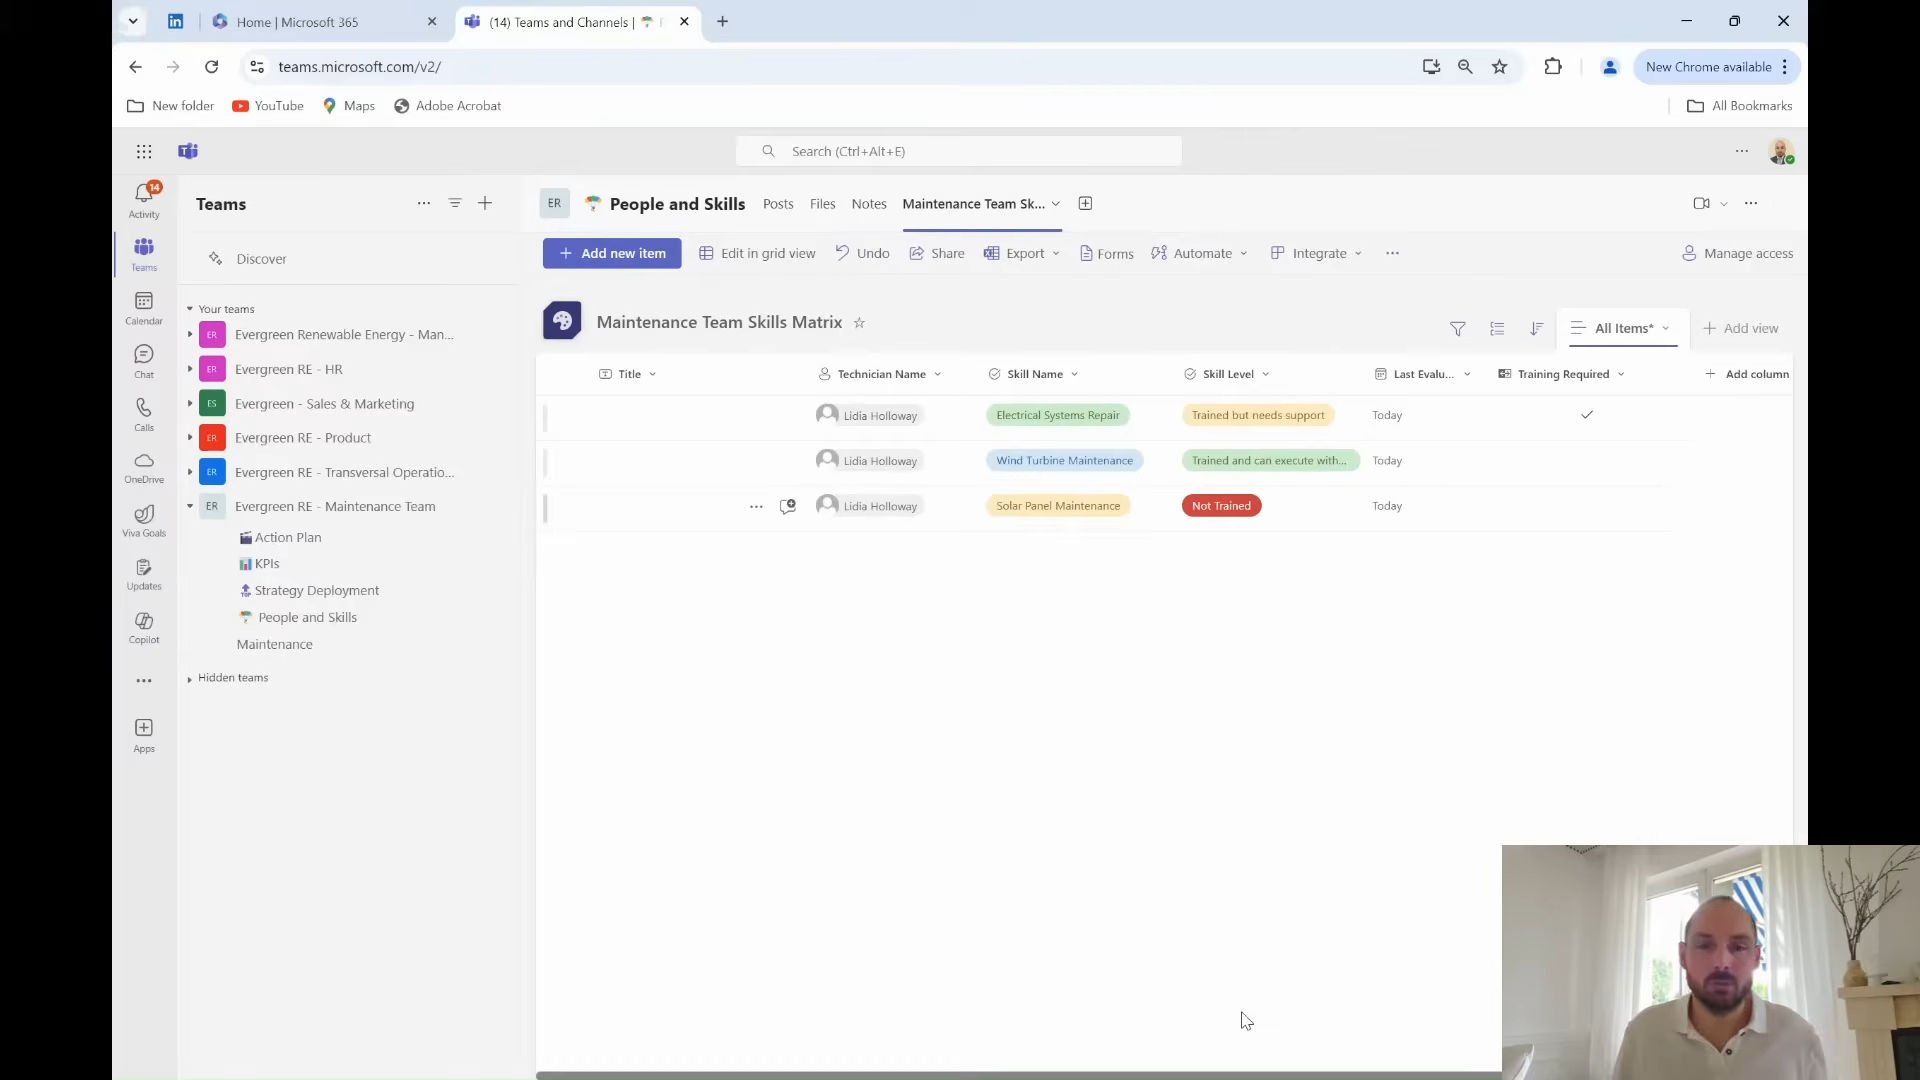 Home | Microsoft 365
(14) Teams and Channels |
teams.microsoft.com/v2/
New Chrome available
New folder
YouTube
Maps
Adobe Acrobat
All Bookmarks
Search (Ctrl+Alt+E)
14
Activity
Teams
Calendar
Chat
Calls
OneDrive
Viva Goals
Updates
Copilot
Apps
Teams
Discover
Your teams
ER Evergreen Renewable Energy - Man...
ER Evergreen RE - HR
ES Evergreen - Sales & Marketing
ER Evergreen RE - Product
ER Evergreen RE - Transversal Operatio...
ER Evergreen RE - Maintenance Team
Action Plan
KPIs
Strategy Deployment
People and Skills
Maintenance
Hidden teams
ER People and Skills Posts Files Notes Maintenance Team Sk...
Add new item Edit in grid view Undo Share Export Forms Automate Integrate Manage access
Maintenance Team Skills Matrix
All Items* Add view
Title Technician Name Skill Name Skill Level Last Evalu... Training Required Add column
Lidia Holloway Electrical Systems Repair Trained but needs support Today
Lidia Holloway Wind Turbine Maintenance Trained and can execute with... Today
Lidia Holloway Solar Panel Maintenance Not Trained Today